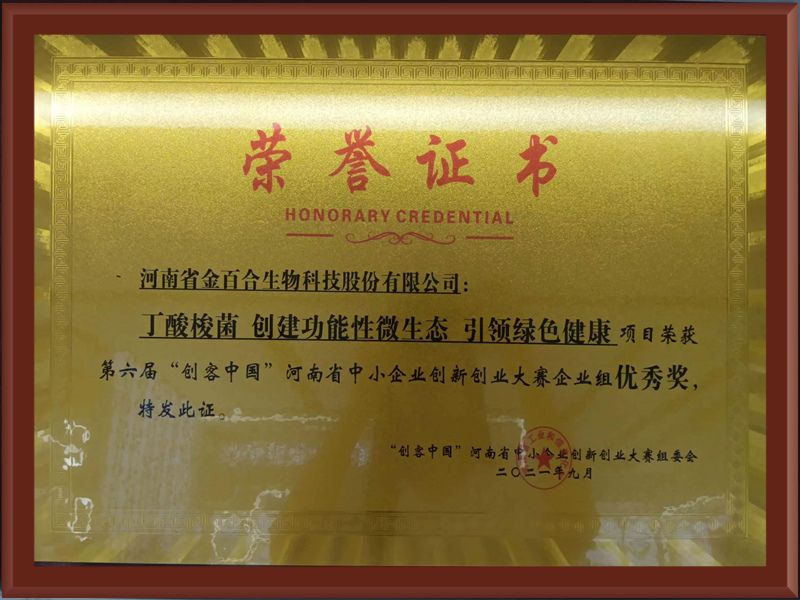 荣誉证书
HONORARY CREDENTIAL
河南省金百合生物科技股份有限公司：
丁酸梭菌 创建功能性微生态 引领绿色健康 项目荣获
第六届“创客中国”河南省中小企业创新创业大赛企业组优秀奖，
特发此证。
“创客中国”河南省中小企业创新创业大赛组委会
二〇二一年九月